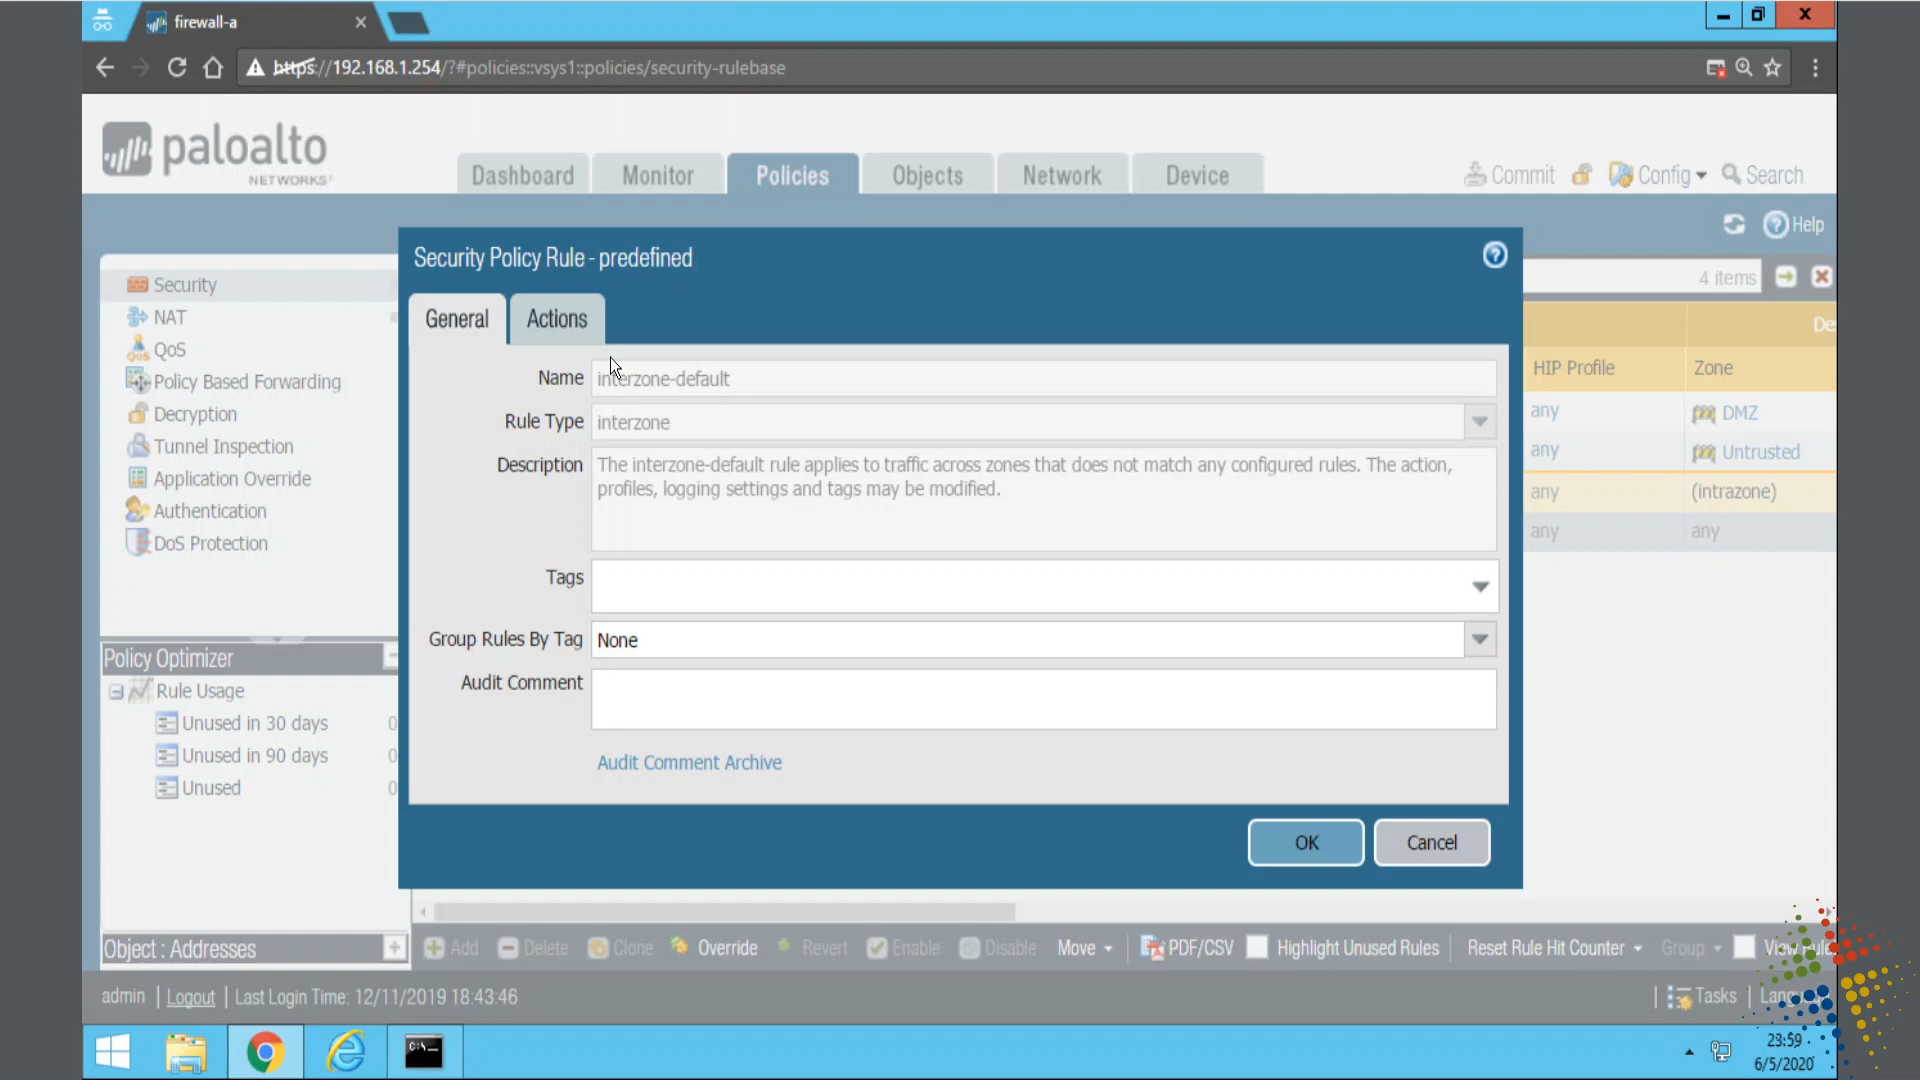 firewall-a
https://192.168.1.254/?#policies::vsys1::policies/security-rulebase
paloalto
NETWORKS
Dashboard
Monitor
Policies
Objects
Network
Device
Commit
Config
Search
Help
Security Policy Rule - predefined
4 items
General
Actions
Security
NAT
QoS
Policy Based Forwarding
Decryption
Tunnel Inspection
Application Override
Authentication
DoS Protection
Name
interzone-default
Rule Type
interzone
Description
The interzone-default rule applies to traffic across zones that does not match any configured rules. The action,
profiles, logging settings and tags may be modified.
Tags
Group Rules By Tag
None
Audit Comment
Audit Comment Archive
OK
Cancel
HIP Profile
Zone
any
DMZ
any
Untrusted
any
(intrazone)
any
any
Policy Optimizer
Rule Usage
Unused in 30 days 0
Unused in 90 days 0
Unused 0
Object : Addresses
Add
Delete
Clone
Override
Revert
Enable
Disable
Move
PDF/CSV
Highlight Unused Rules
Reset Rule Hit Counter
Group
View
admin | Logout | Last Login Time: 12/11/2019 18:43:46
Tasks
C:\
23:59
6/5/2020